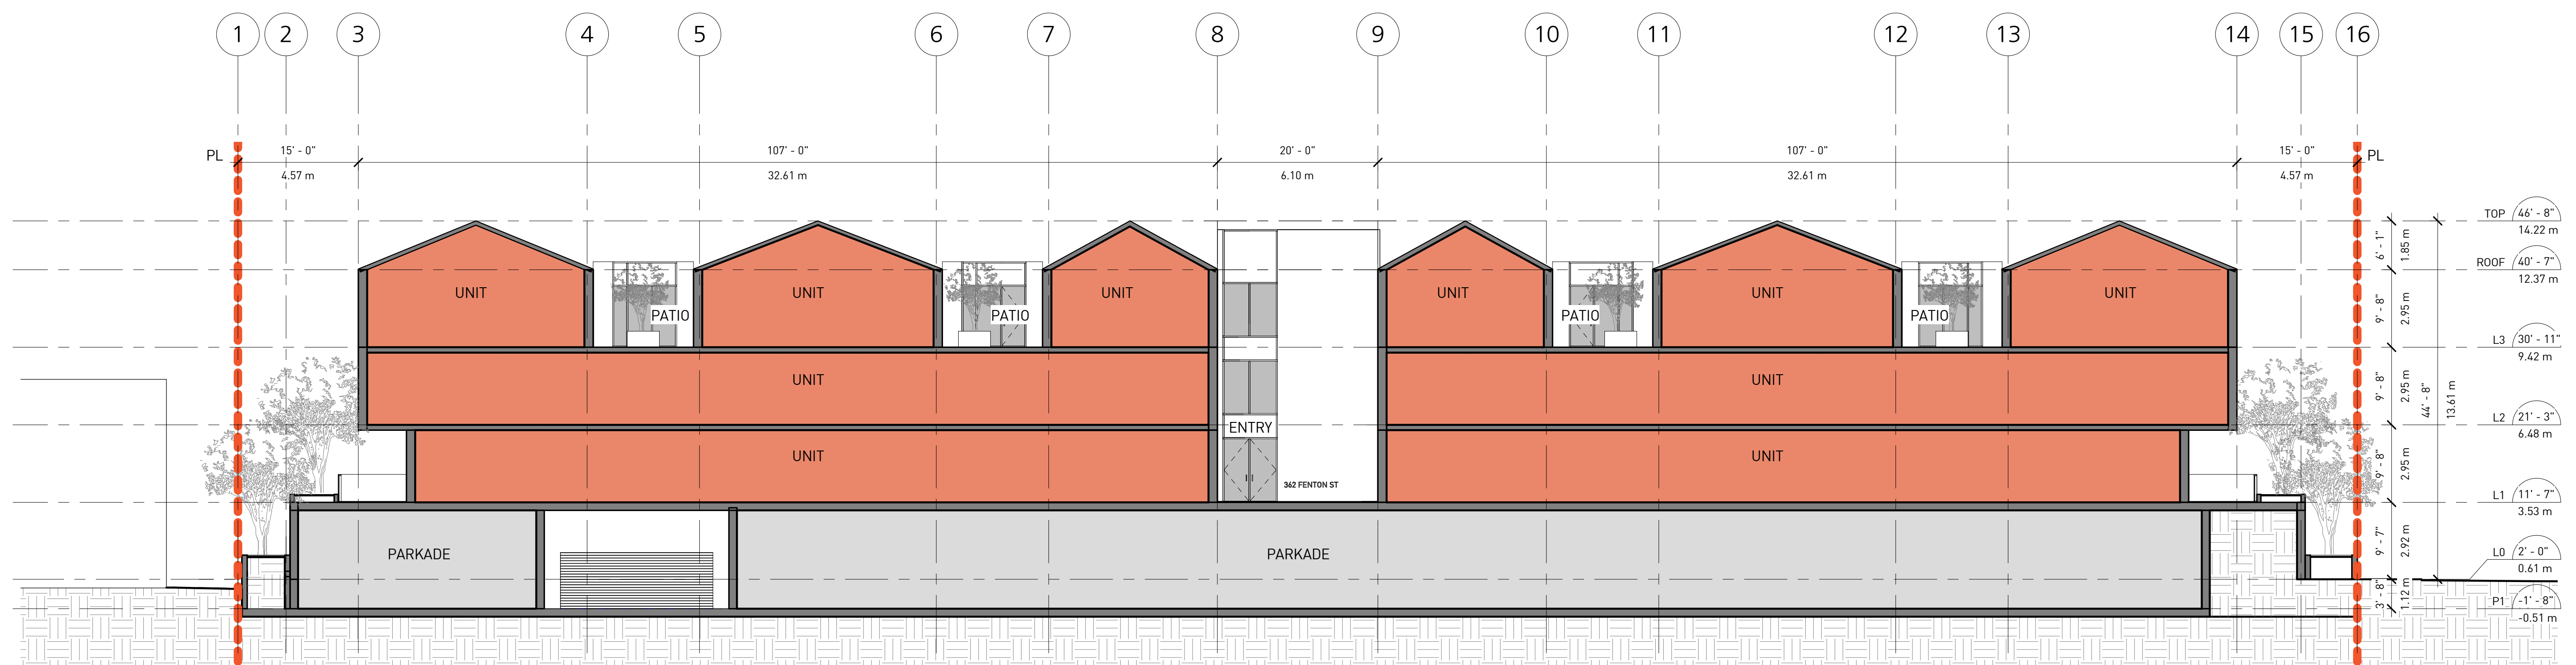 1 2 3 4 5 6 7 8 9 10 11 12 13 14 15 16
PL 15' - 0" 107' - 0" 20' - 0" 107' - 0" 15' - 0" PL
4.57 m 32.61 m 6.10 m 32.61 m 4.57 m
TOP 46' - 8"
14.22 m
6' - 1" 1.85 m
ROOF 40' - 7"
12.37 m
UNIT UNIT UNIT UNIT UNIT UNIT
PATIO PATIO PATIO PATIO
9' - 8" 2.95 m
L3 30' - 11"
9.42 m
UNIT UNIT
9' - 8" 2.95 m
44' - 8" 13.61 m
L2 21' - 3"
6.48 m
ENTRY
UNIT UNIT
9' - 8" 2.95 m
362 FENTON ST
L1 11' - 7"
3.53 m
PARKADE PARKADE
9' - 7" 2.92 m
L0 2' - 0"
0.61 m
3' - 8" 1.12 m
P1 -1' - 8"
-0.51 m